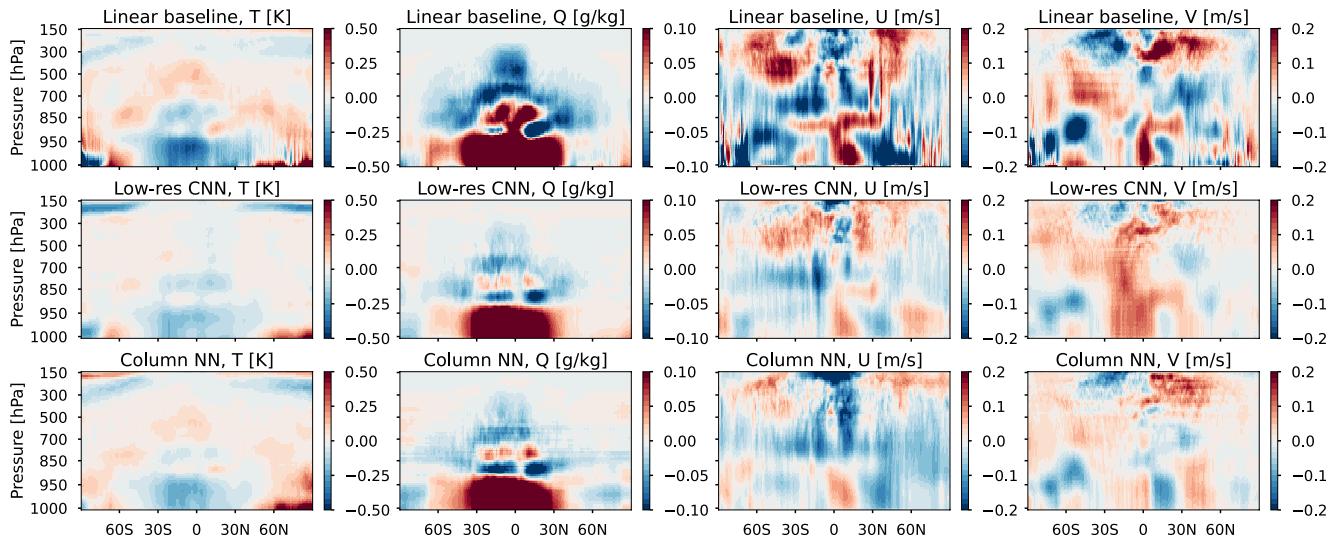 Linear baseline, T [K] Linear baseline, Q [g/kg] Linear baseline, U [m/s] Linear baseline, V [m/s]
Pressure [hPa]
150 0.50 0.10 0.2 0.2
300 0.25 0.05 0.1 0.1
500
700 0.00 0.00 0.0 0.0
850
950 −0.25 −0.05 −0.1 −0.1
1000 −0.50 −0.10 −0.2 −0.2
Low-res CNN, T [K] Low-res CNN, Q [g/kg] Low-res CNN, U [m/s] Low-res CNN, V [m/s]
Pressure [hPa]
150 0.50 0.10 0.2 0.2
300 0.25 0.05 0.1 0.1
500
700 0.00 0.00 0.0 0.0
850
950 −0.25 −0.05 −0.1 −0.1
1000 −0.50 −0.10 −0.2 −0.2
Column NN, T [K] Column NN, Q [g/kg] Column NN, U [m/s] Column NN, V [m/s]
Pressure [hPa]
150 0.50 0.10 0.2 0.2
300 0.25 0.05 0.1 0.1
500
700 0.00 0.00 0.0 0.0
850
950 −0.25 −0.05 −0.1 −0.1
1000 −0.50 −0.10 −0.2 −0.2
60S 30S 0 30N 60N 60S 30S 0 30N 60N 60S 30S 0 30N 60N 60S 30S 0 30N 60N